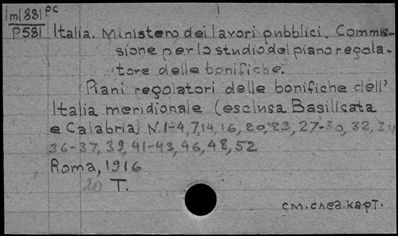 Im1881 pc
P581 Italia. Ministero dei lavori pubblici. Commis-
sione per lo studio del piano regola-
tore delle bonifiche.
Piani regolatori delle bonifiche dell'
Italia meridionale (esclusa Basilicata
e Calabria) N.1-4,7,14,16, 20, 23, 27-30, 32, 34
36-37, 39, 41-43, 46, 48, 52
Roma, 1916
20 T.
см. след. карт.